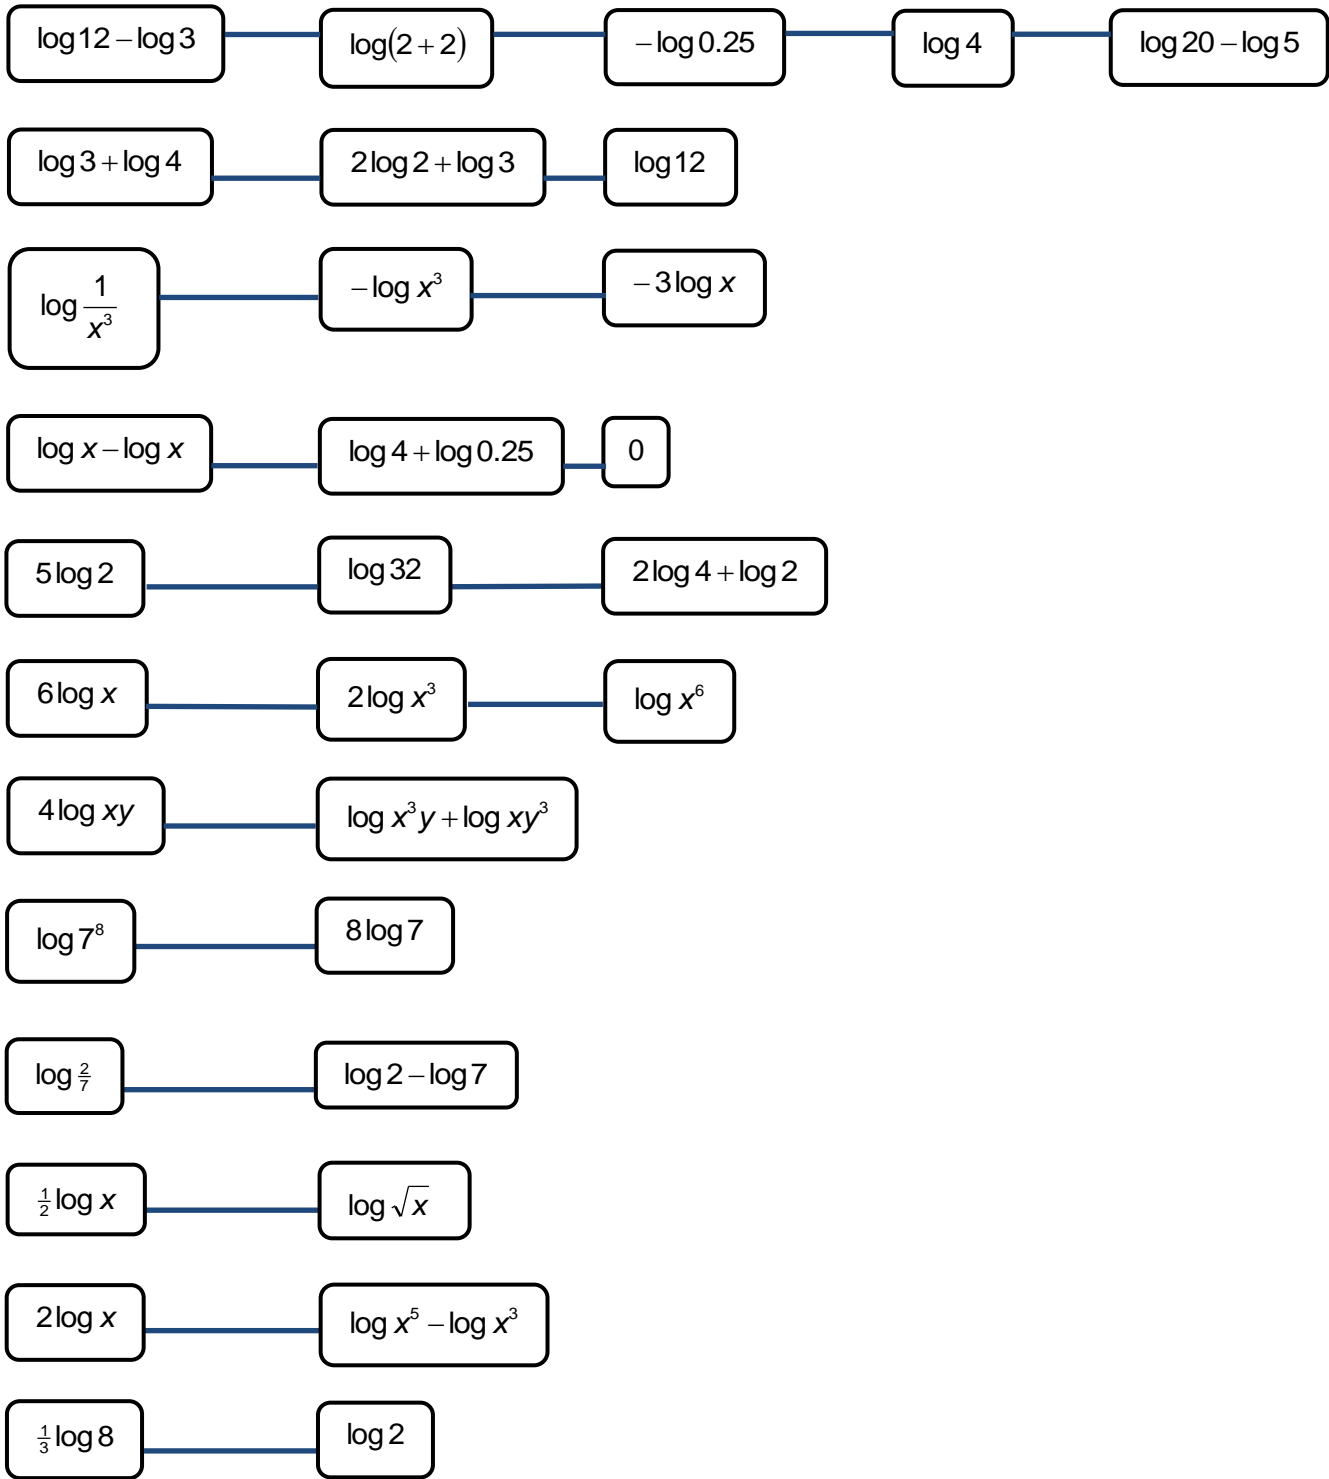 log 12 − log 3 log(2 + 2) − log 0.25 log 4 log 20 − log 5
log 3 + log 4 2 log 2 + log 3 log 12
log 1/x³ − log x³ − 3 log x
log x − log x log 4 + log 0.25 0
5 log 2 log 32 2 log 4 + log 2
6 log x 2 log x³ log x⁶
4 log xy log x³y + log xy³
log 7⁸ 8 log 7
log 2/7 log 2 − log 7
½ log x log √x
2 log x log x⁵ − log x³
⅓ log 8 log 2